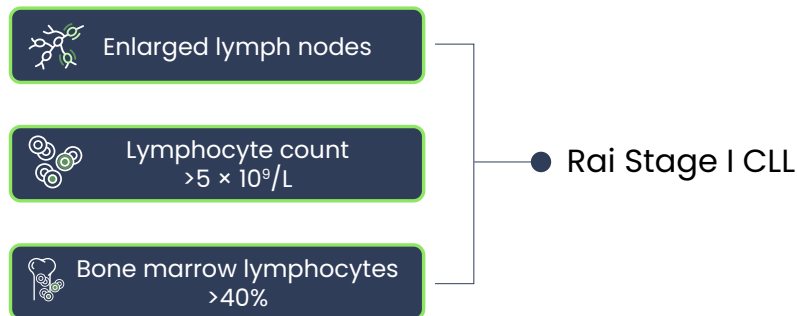 Enlarged lymph nodes
Lymphocyte count
>5 × 10⁹/L
Bone marrow lymphocytes
>40%
Rai Stage I CLL